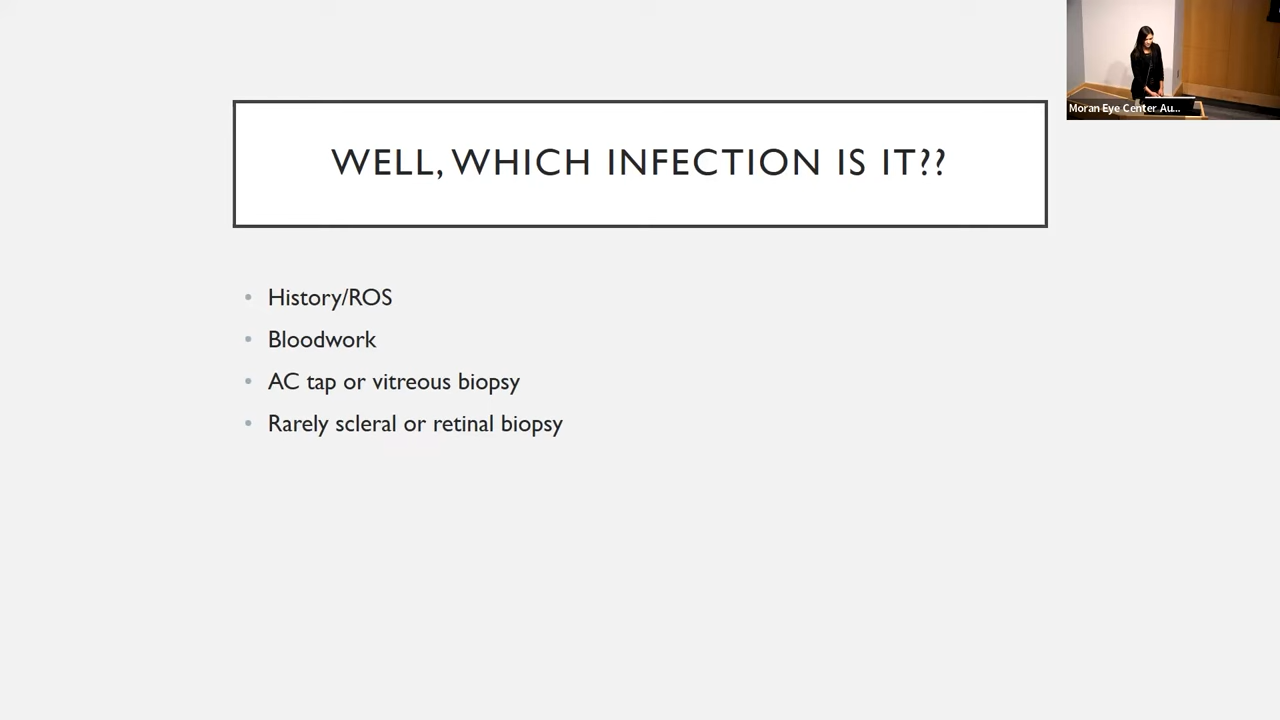 WELL, WHICH INFECTION IS IT??
• History/ROS
• Bloodwork
• AC tap or vitreous biopsy
• Rarely scleral or retinal biopsy
Moran Eye Center Au...